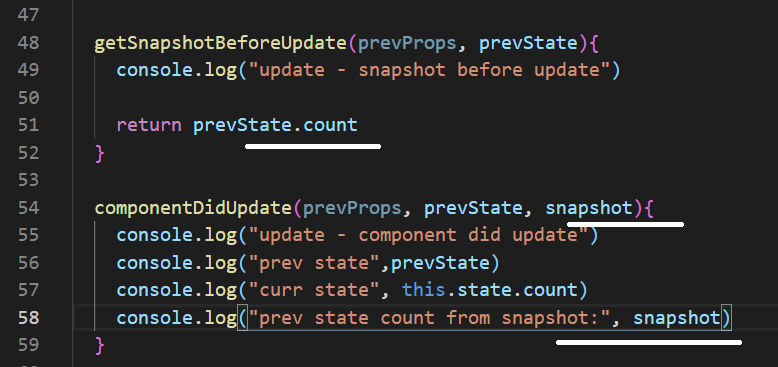 47
48 getSnapshotBeforeUpdate(prevProps, prevState){
49 console.log("update - snapshot before update")
50
51 return prevState.count
52 }
53
54 componentDidUpdate(prevProps, prevState, snapshot){
55 console.log("update - component did update")
56 console.log("prev state",prevState)
57 console.log("curr state", this.state.count)
58 console.log("prev state count from snapshot:", snapshot)
59 }